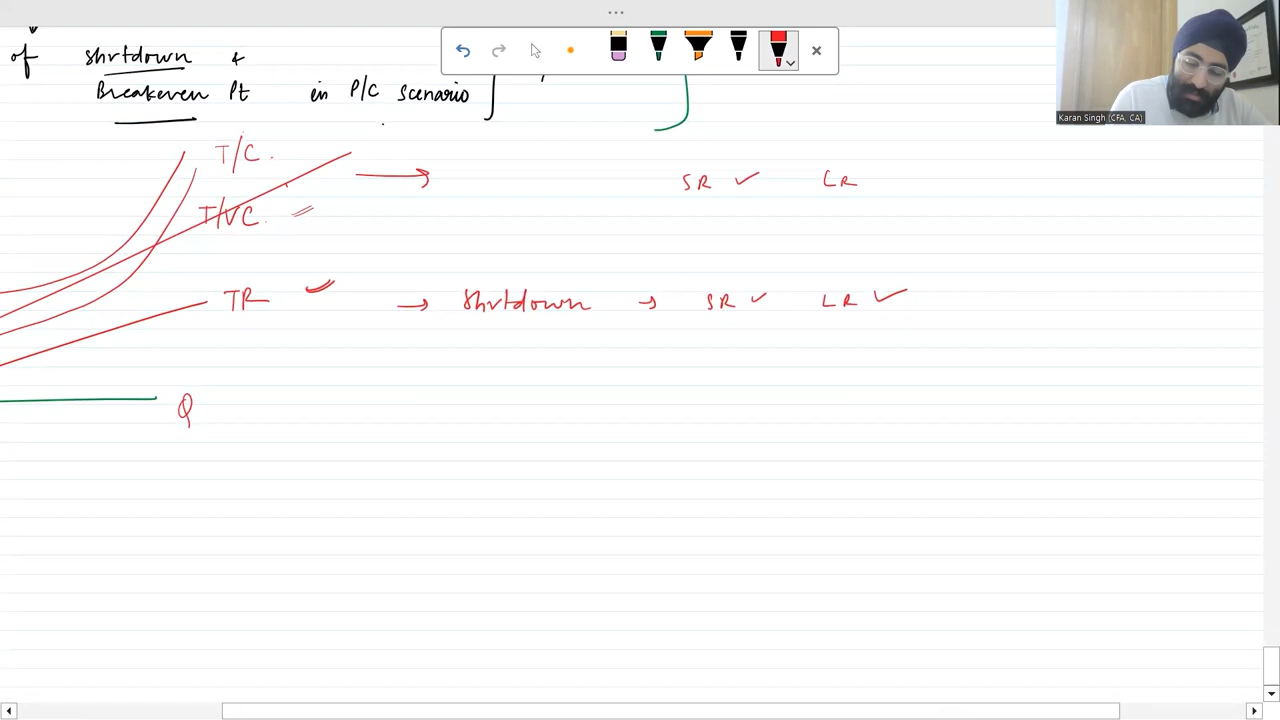 of shutdown &
Breakeven Pt in P/C scenario
T/C.
T/VC.
SR ✓ LR
TR → shutdown → SR ✓ LR ✓
Q
Karan Singh (CFA, CA)